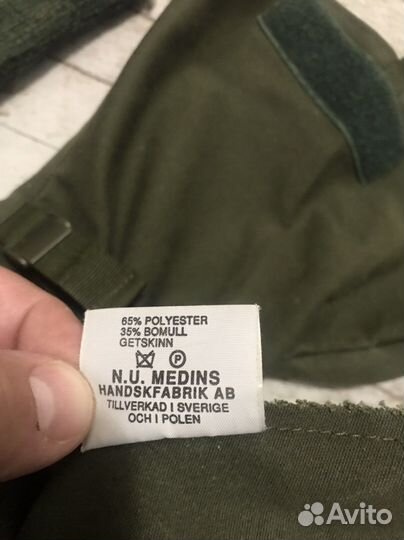 65% POLYESTER
35% BOMULL
GETSKINN
P
N.U. MEDINS
HANDSKFABRIK AB
TILLVERKAD I SVERIGE
OCH I POLEN
Avito